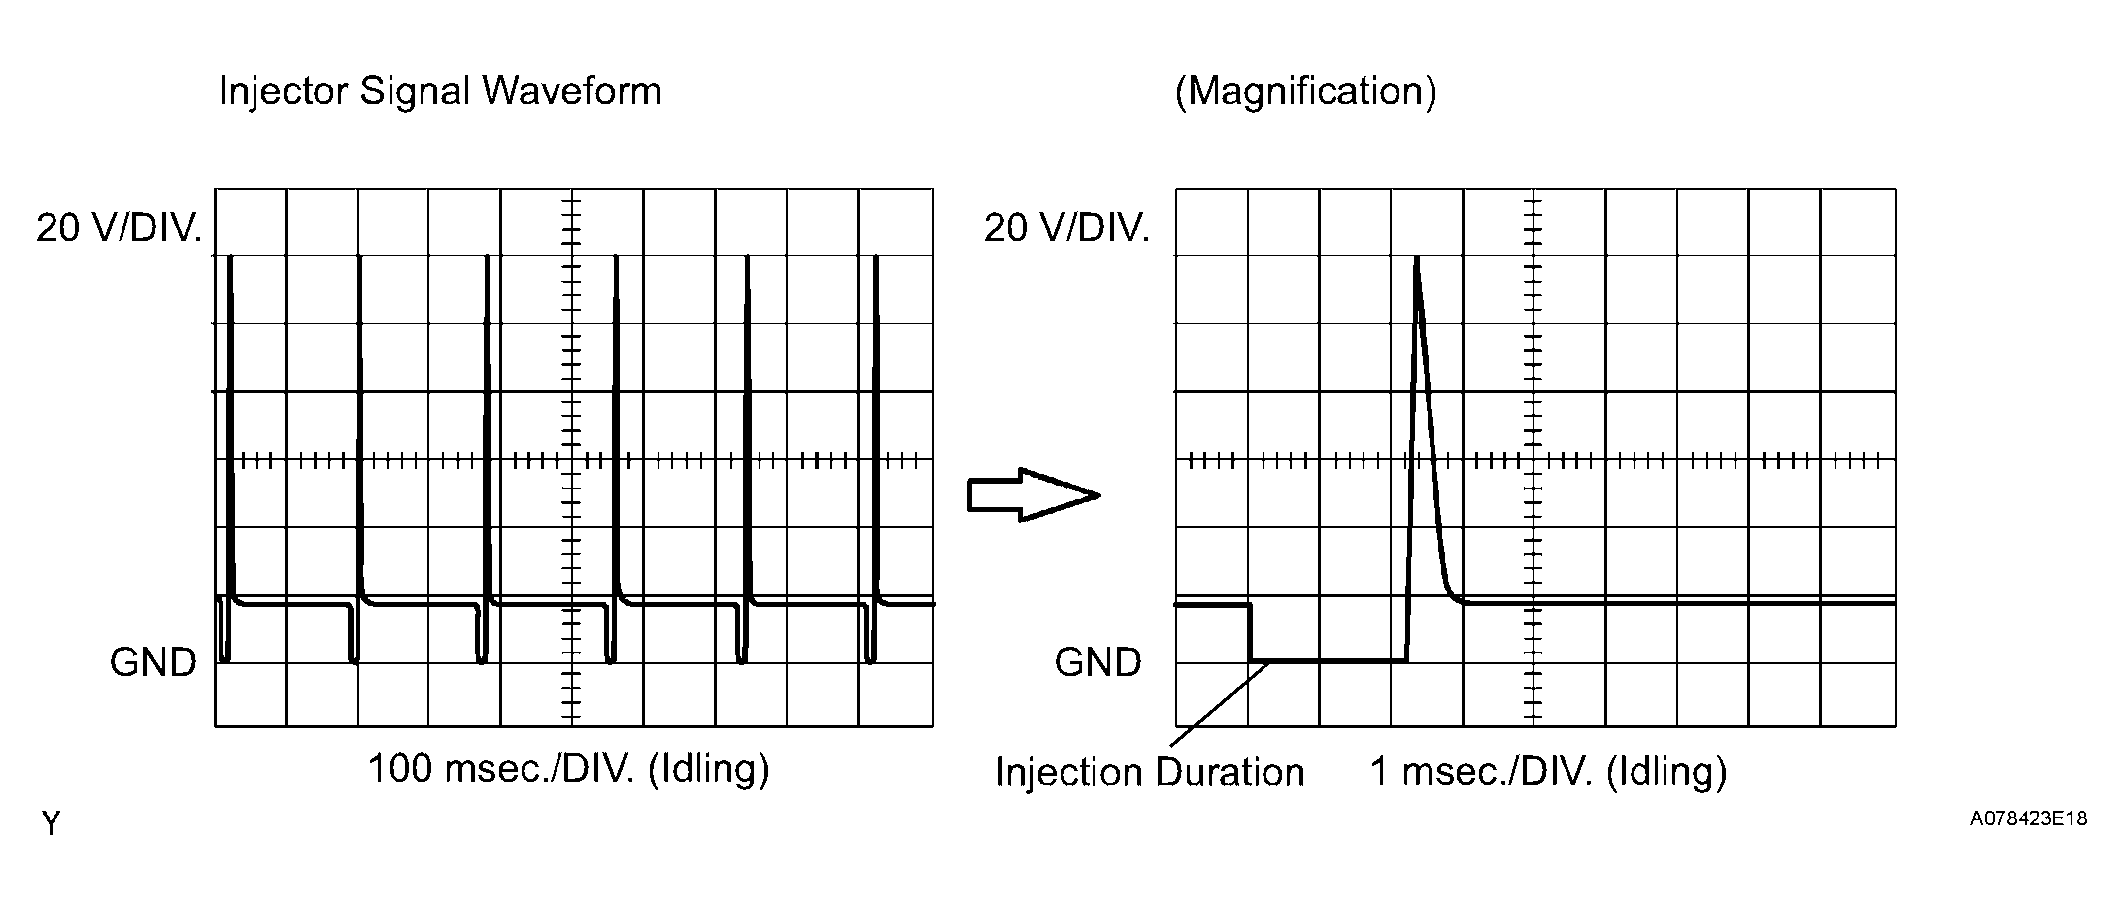 Injector Signal Waveform
(Magnification)
20 V/DIV.
20 V/DIV.
GND
GND
100 msec./DIV. (Idling)
Injection Duration
1 msec./DIV. (Idling)
Y
A078423E18